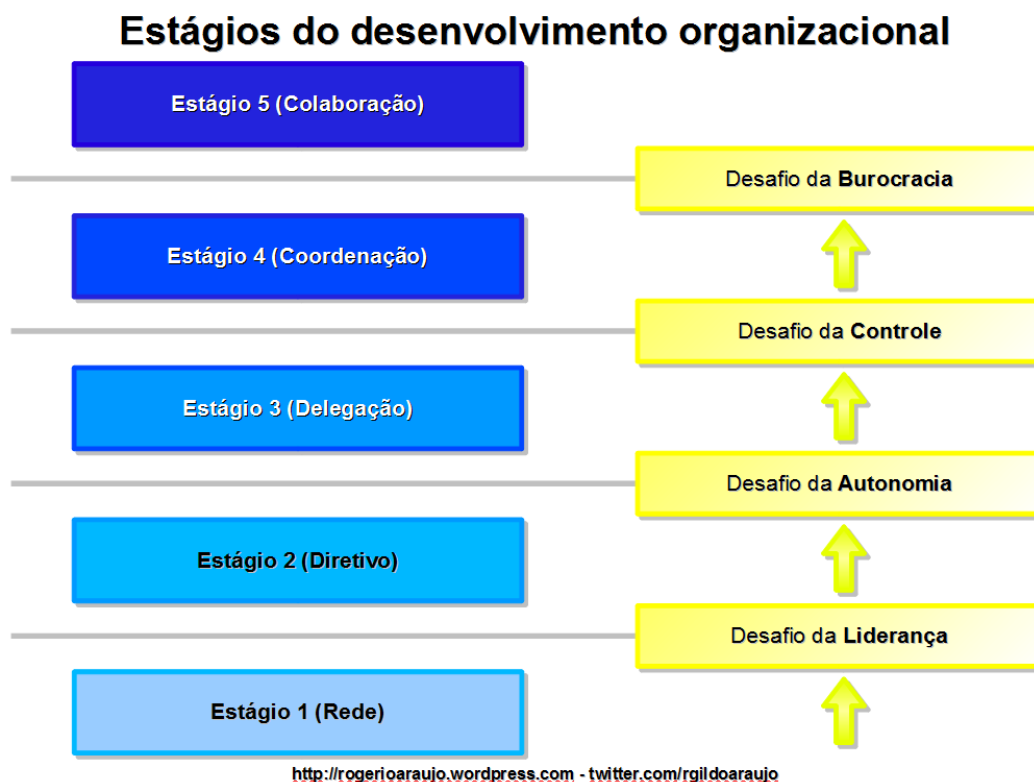 Estágios do desenvolvimento organizacional
Estágio 5 (Colaboração)
Desafio da Burocracia
Estágio 4 (Coordenação)
Desafio da Controle
Estágio 3 (Delegação)
Desafio da Autonomia
Estágio 2 (Diretivo)
Desafio da Liderança
Estágio 1 (Rede)
http://rogerioaraujo.wordpress.com - twitter.com/rgildoaraujo